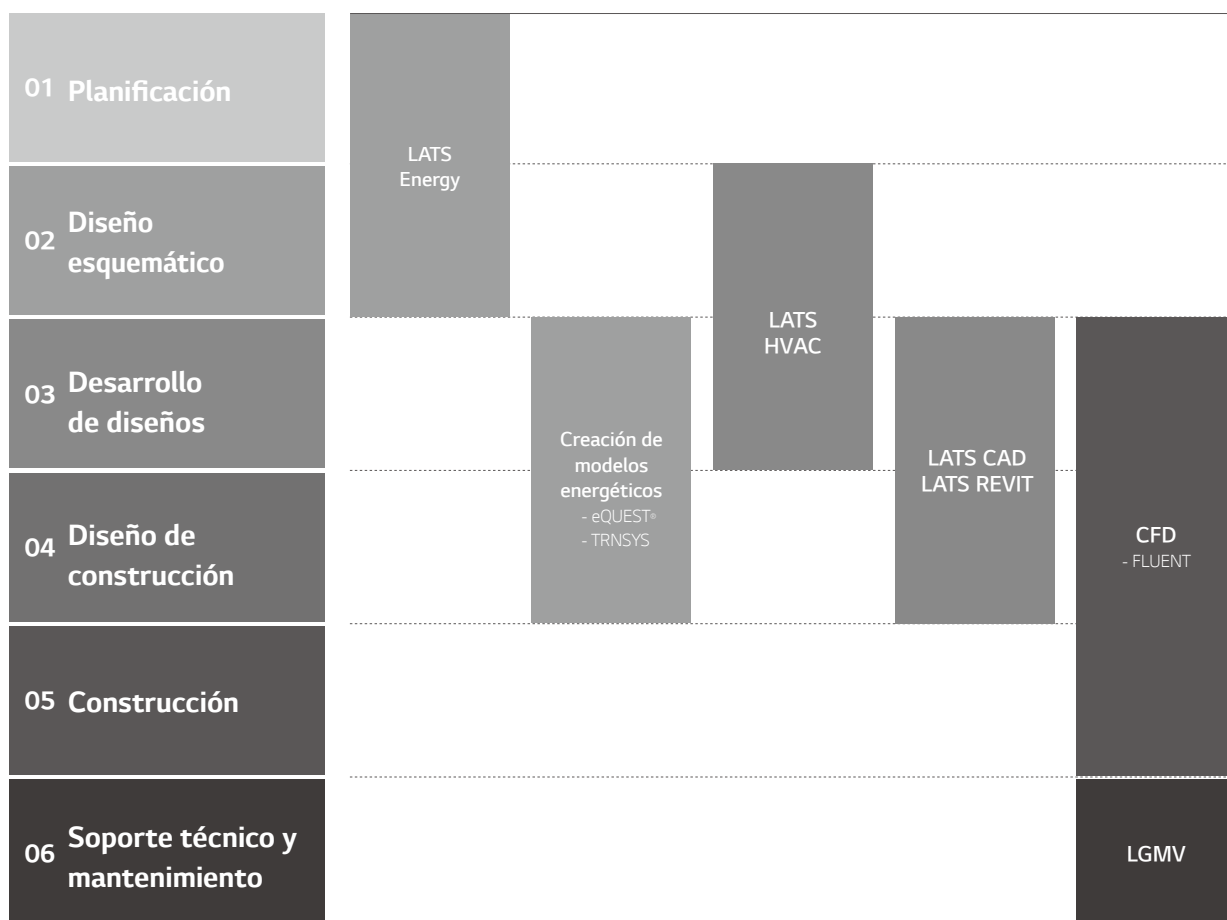 01 Planificación
02 Diseño
esquemático
03 Desarrollo
de diseños
04 Diseño de
construcción
05 Construcción
06 Soporte técnico y
mantenimiento
LATS
Energy
Creación de
modelos
energéticos
- eQUEST®
- TRNSYS
LATS
HVAC
LATS CAD
LATS REVIT
CFD
- FLUENT
LGMV